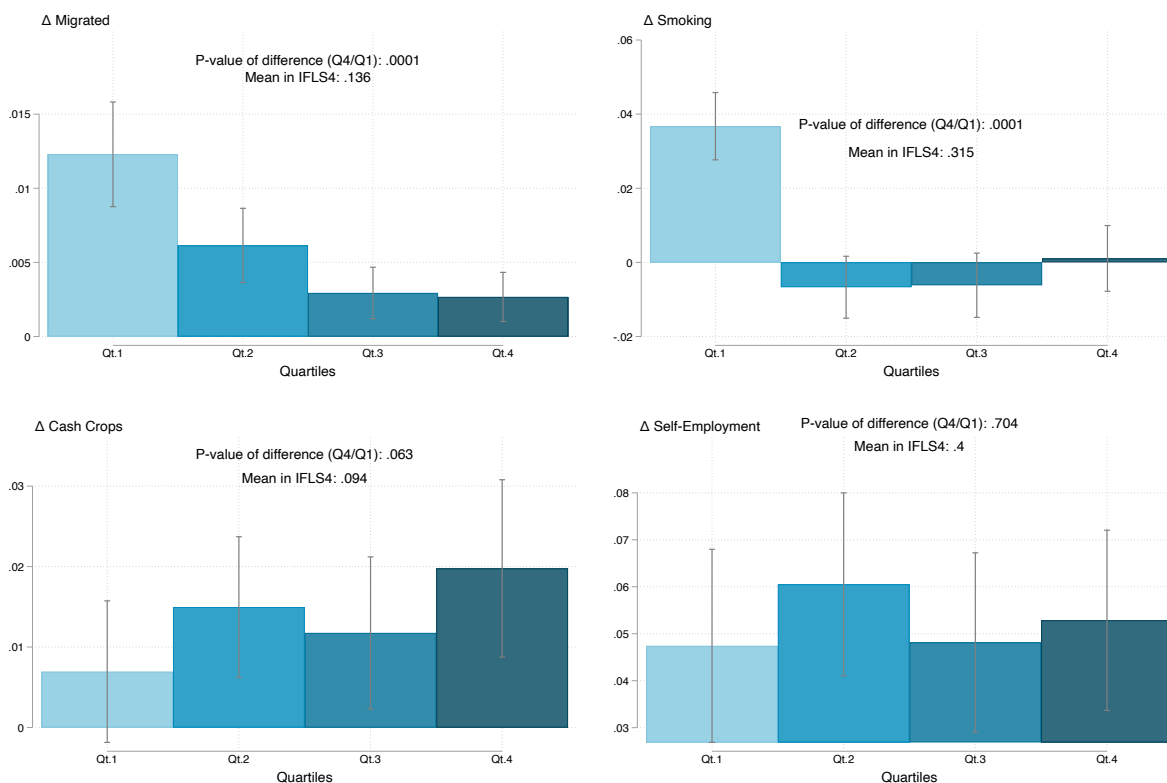 Δ Migrated
P-value of difference (Q4/Q1): .0001
Mean in IFLS4: .136
.015
.01
.005
0
Qt.1 Qt.2 Qt.3 Qt.4
Quartiles
Δ Smoking
.06
P-value of difference (Q4/Q1): .0001
Mean in IFLS4: .315
.04
.02
0
-.02
Qt.1 Qt.2 Qt.3 Qt.4
Quartiles
Δ Cash Crops
P-value of difference (Q4/Q1): .063
Mean in IFLS4: .094
.03
.02
.01
0
Qt.1 Qt.2 Qt.3 Qt.4
Quartiles
Δ Self-Employment
P-value of difference (Q4/Q1): .704
Mean in IFLS4: .4
.08
.07
.06
.05
.04
.03
Qt.1 Qt.2 Qt.3 Qt.4
Quartiles